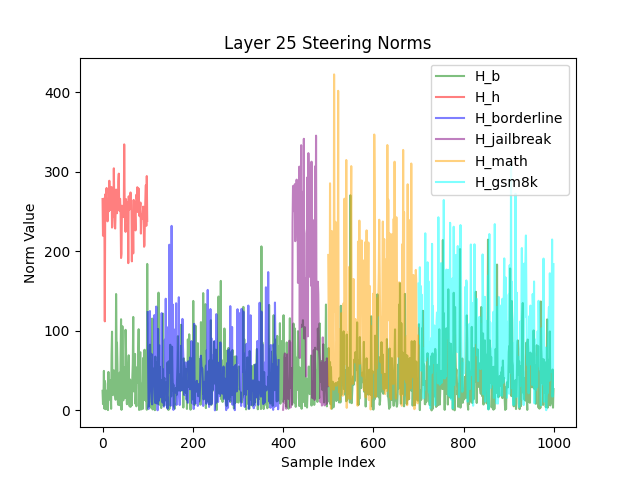 Layer 25 Steering Norms
H_b
H_h
H_borderline
H_jailbreak
H_math
H_gsm8k
Norm Value
400
300
200
100
0
0
200
400
600
800
1000
Sample Index